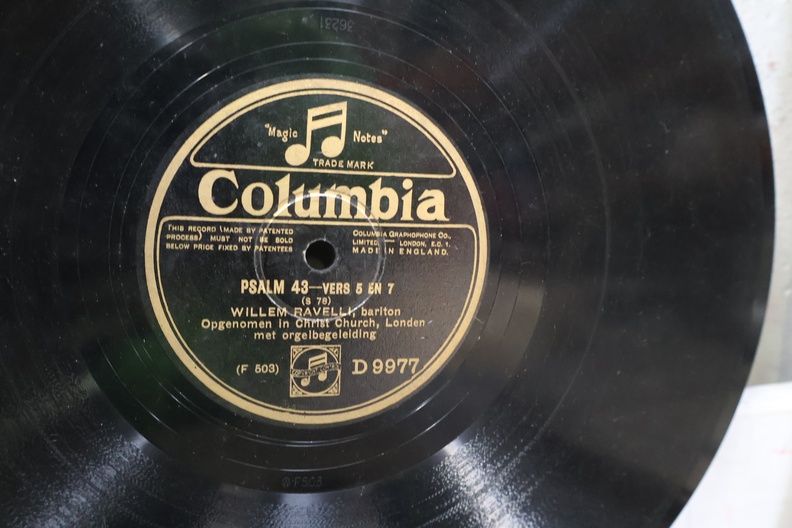 36231
"Magic Notes"
TRADE MARK
Columbia
THIS RECORD (MADE BY PATENTED
PROCESS) MUST NOT BE SOLD
BELOW PRICE FIXED BY PATENTEES
COLUMBIA GRAPHOPHONE CO.,
LIMITED. — LONDON, E.C. 1.
MADE IN ENGLAND.
PSALM 43—VERS 5 EN 7
(S 78)
WILLEM RAVELLI, bariton
Opgenomen in Christ Church, Londen
met orgelbegeleiding
(F 503)
D 9977